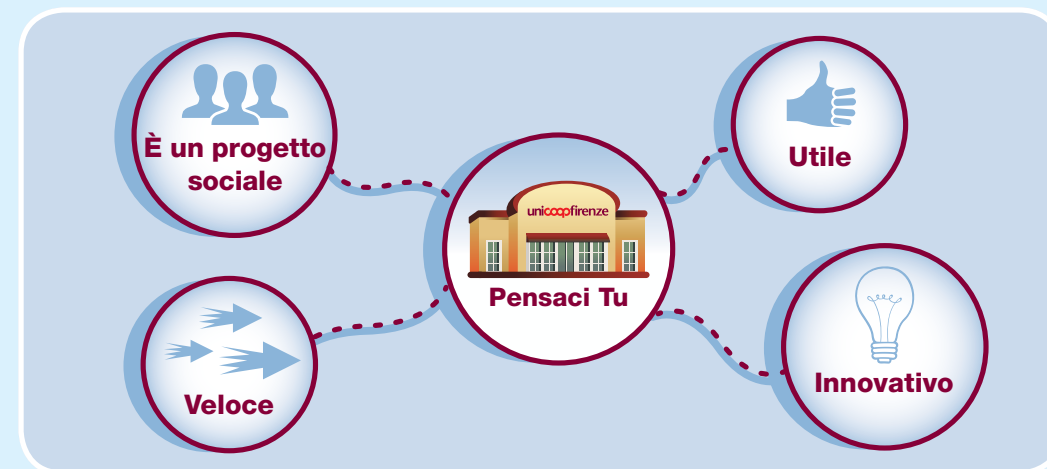 È un progetto
sociale
Utile
unicoopfirenze
Pensaci Tu
Veloce
Innovativo